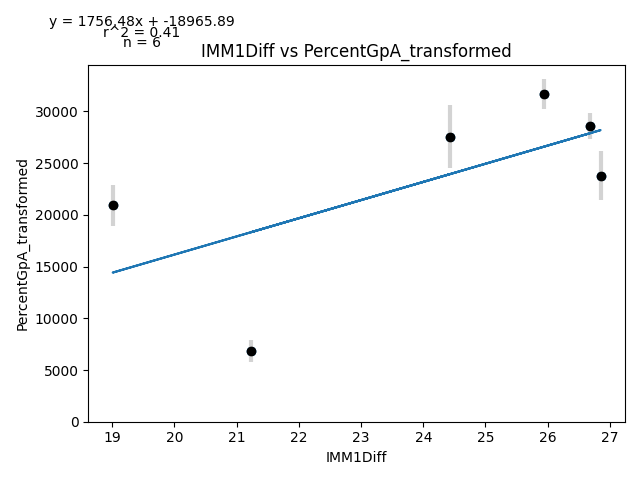 y = 1756.48x + -18965.89
r^2 = 0.41
n = 6
IMM1Diff vs PercentGpA_transformed
30000
25000
20000
15000
10000
5000
0
PercentGpA_transformed
19 20 21 22 23 24 25 26 27
IMM1Diff